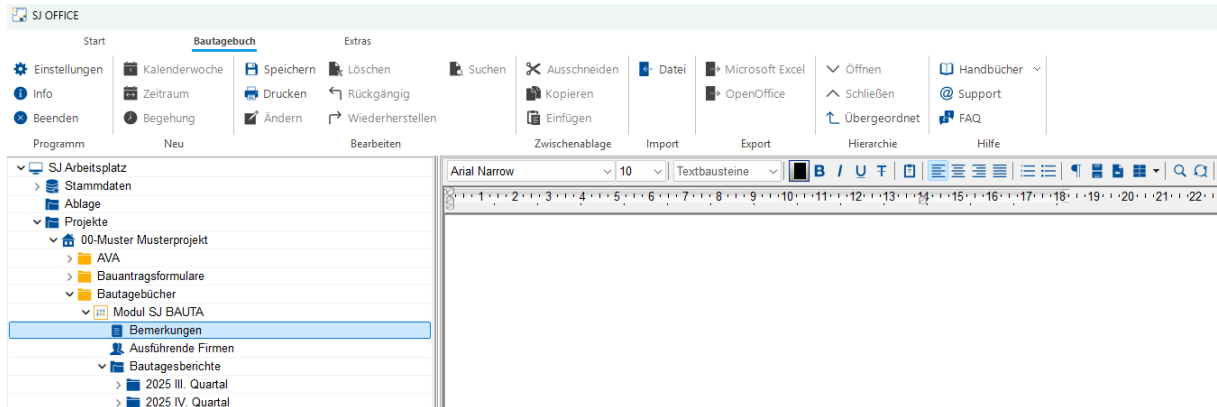 SJ OFFICE
Start Bautagebuch Extras
Einstellungen Kalenderwoche Speichern Löschen Suchen Ausschneiden Datei Microsoft Excel Öffnen Handbücher
Info Zeitraum Drucken Rückgängig Kopieren OpenOffice Schließen Support
Beenden Begehung Ändern Wiederherstellen Einfügen Übergeordnet FAQ
Programm Neu Bearbeiten Zwischenablage Import Export Hierarchie Hilfe
SJ Arbeitsplatz
Stammdaten
Ablage
Projekte
00-Muster Musterprojekt
AVA
Bauantragsformulare
Bautagebücher
Modul SJ BAUTA
Bemerkungen
Ausführende Firmen
Bautagesberichte
2025 III. Quartal
2025 IV. Quartal
Arial Narrow 10 Textbausteine B I U T
1 2 3 4 5 6 7 8 9 10 11 12 13 14 15 16 17 18 19 20 21 22